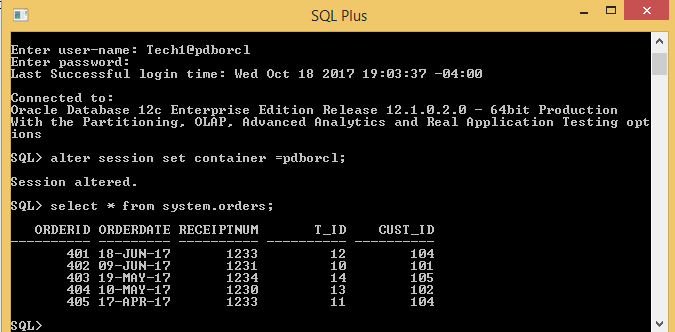 SQL Plus
Enter user-name: Tech1@pdborcl
Enter password:
Last Successful login time: Wed Oct 18 2017 19:03:37 -04:00
Connected to:
Oracle Database 12c Enterprise Edition Release 12.1.0.2.0 - 64bit Production
With the Partitioning, OLAP, Advanced Analytics and Real Application Testing opt
ions
SQL> alter session set container =pdborcl;
Session altered.
SQL> select * from system.orders;
   ORDERID ORDERDATE RECEIPTNUM       T_ID    CUST_ID
---------- --------- ---------- ---------- ----------
       401 18-JUN-17       1233         12        104
       402 09-JUN-17       1231         10        101
       403 19-MAY-17       1234         14        105
       404 10-MAY-17       1230         13        102
       405 17-APR-17       1233         11        104
SQL>